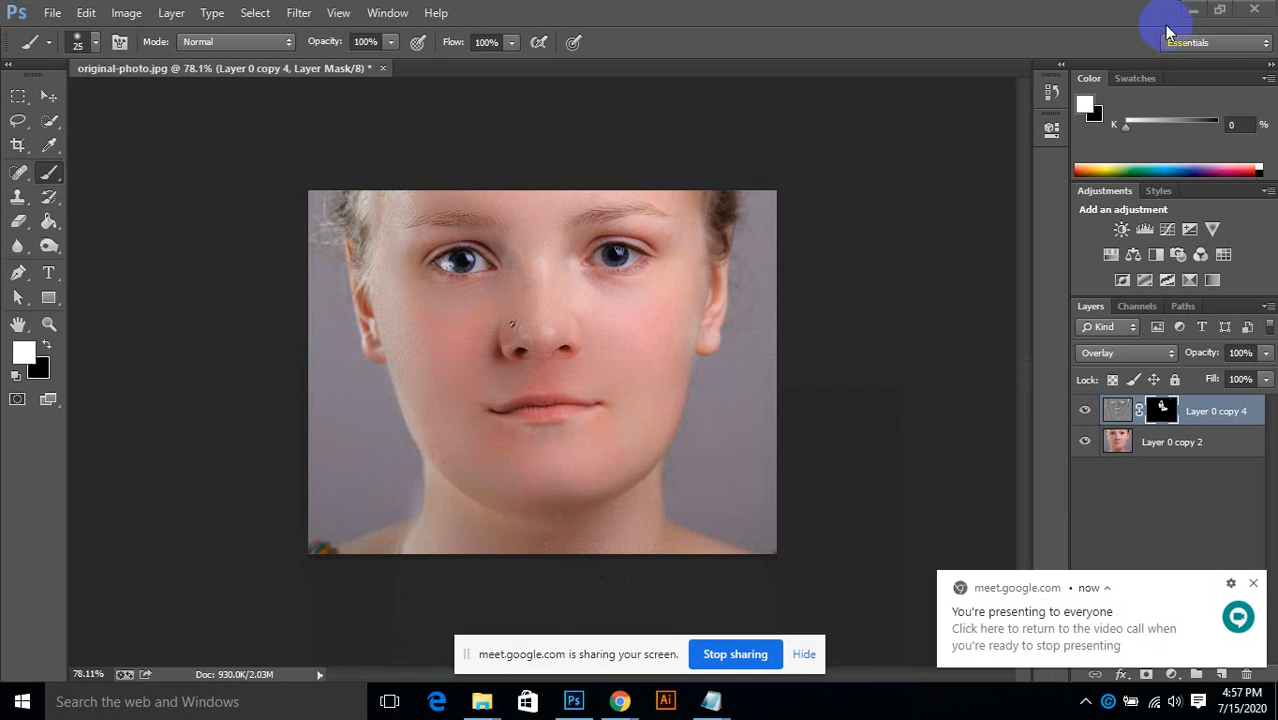 Ps File Edit Image Layer Type Select Filter View Window Help
25 Mode: Normal Opacity: 100% Flow: 100% Essentials
original-photo.jpg @ 78.1% (Layer 0 copy 4, Layer Mask/8) * ×
Color Swatches
K 0 %
Adjustments Styles
Add an adjustment
Layers Channels Paths
Kind
Overlay Opacity: 100%
Lock: Fill: 100%
Layer 0 copy 4
Layer 0 copy 2
meet.google.com • now
You're presenting to everyone
Click here to return to the video call when
you're ready to stop presenting
meet.google.com is sharing your screen. Stop sharing Hide
78.11% Doc: 930.0K/2.03M
Search the web and Windows
Ps Ai
4:57 PM
7/15/2020